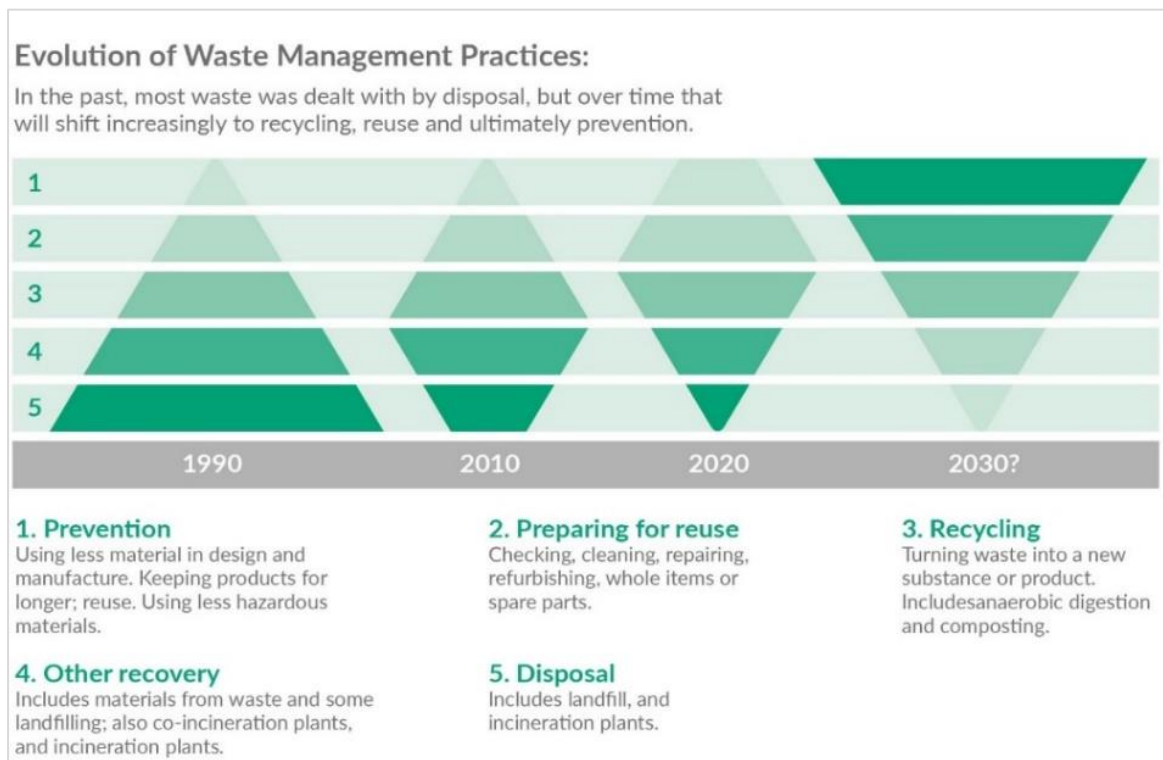 Evolution of Waste Management Practices:
In the past, most waste was dealt with by disposal, but over time that
will shift increasingly to recycling, reuse and ultimately prevention.
1
2
3
4
5
1990 2010 2020 2030?
1. Prevention
Using less material in design and
manufacture. Keeping products for
longer; reuse. Using less hazardous
materials.
2. Preparing for reuse
Checking, cleaning, repairing,
refurbishing, whole items or
spare parts.
3. Recycling
Turning waste into a new
substance or product.
Includesanaerobic digestion
and composting.
4. Other recovery
Includes materials from waste and some
landfilling; also co-incineration plants,
and incineration plants.
5. Disposal
Includes landfill, and
incineration plants.